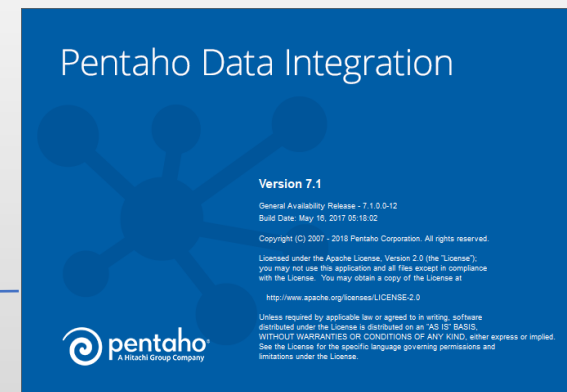 Pentaho Data Integration
Version 7.1
General Availability Release - 7.1.0.0-12
Build Date: May 16, 2017 05:18:02
Copyright (C) 2007 - 2018 Pentaho Corporation. All rights reserved.
Licensed under the Apache License, Version 2.0 (the "License");
you may not use this application and all files except in compliance
with the License. You may obtain a copy of the License at
http://www.apache.org/licenses/LICENSE-2.0
Unless required by applicable law or agreed to in writing, software
distributed under the License is distributed on an "AS IS" BASIS,
WITHOUT WARRANTIES OR CONDITIONS OF ANY KIND, either express or implied.
See the License for the specific language governing permissions and
limitations under the License.
pentaho
A Hitachi Group Company